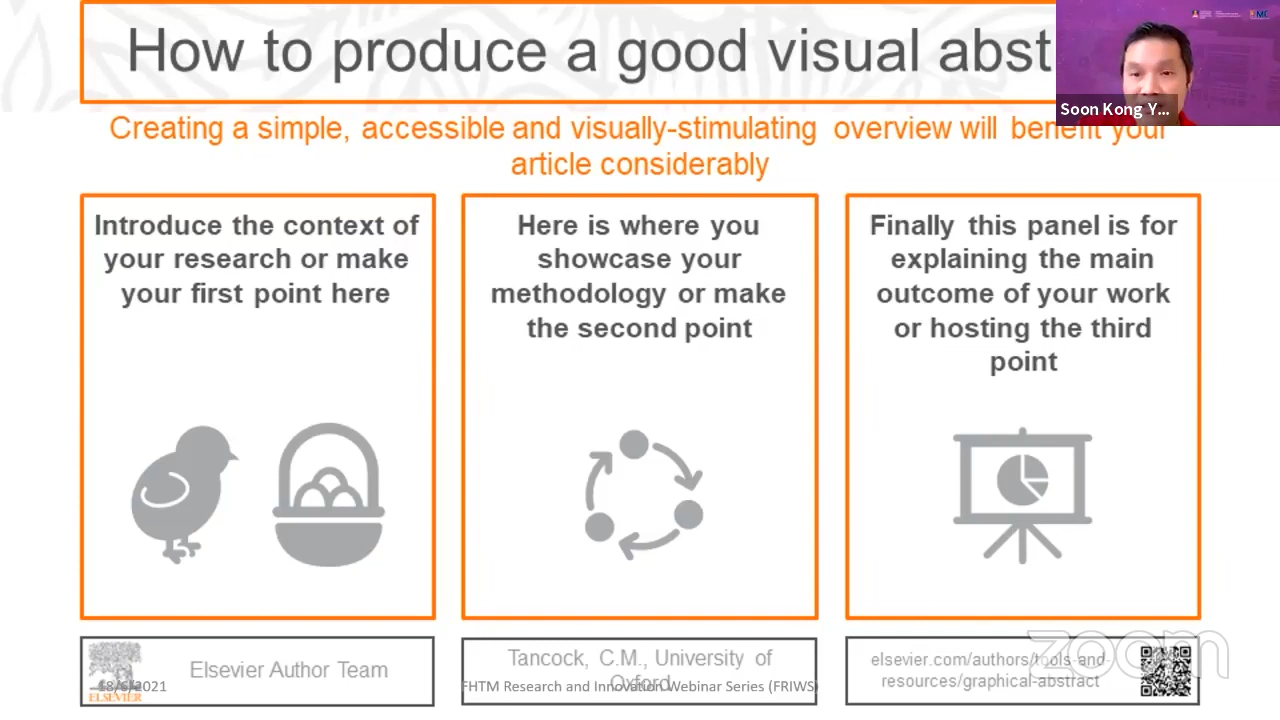 How to produce a good visual abst
Soon Kong Y...
Creating a simple, accessible and visually-stimulating overview will benefit your
article considerably
Introduce the context of
your research or make
your first point here
Here is where you
showcase your
methodology or make
the second point
Finally this panel is for
explaining the main
outcome of your work
or hosting the third
point
ELSEVIER
Elsevier Author Team
18/6/2021
Tancock, C.M., University of
Oxford
FHTM Research and Innovation Webinar Series (FRIWS)
elsevier.com/authors/tools-and-
resources/graphical-abstract
zoom